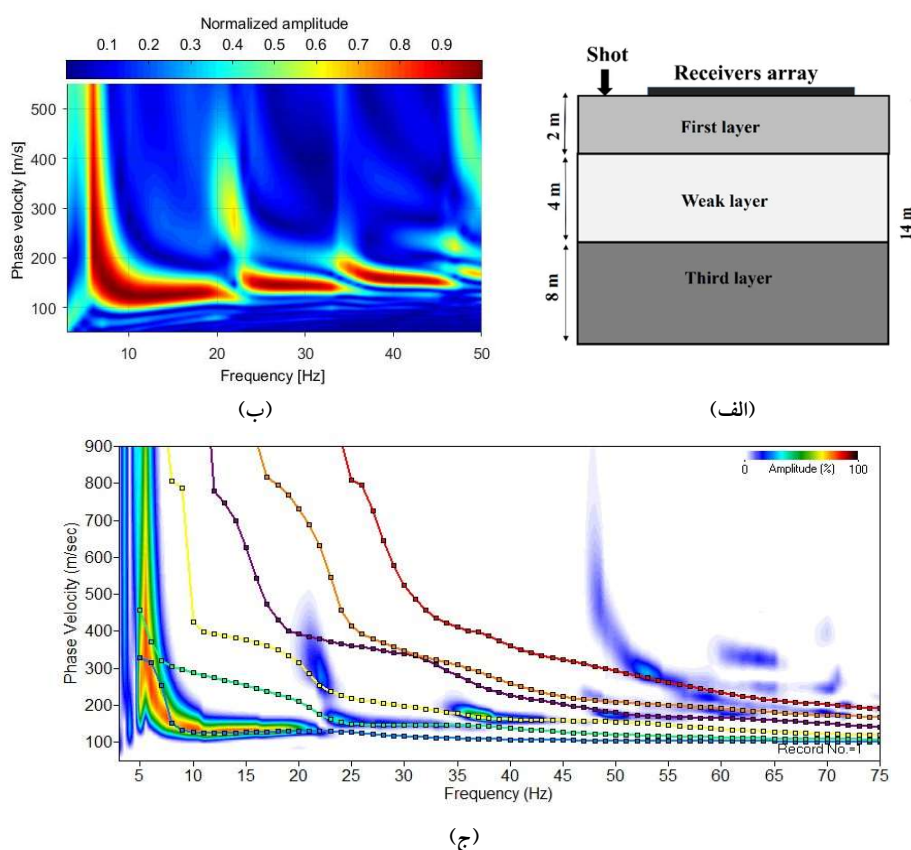 Normalized amplitude
0.1 0.2 0.3 0.4 0.5 0.6 0.7 0.8 0.9
500
400
300
200
100
Phase velocity [m/s]
10 20 30 40 50
Frequency [Hz]
(ب)
Shot
Receivers array
2 m
First layer
4 m
Weak layer
14 m
8 m
Third layer
(الف)
900
800
700
600
500
400
300
200
100
Phase Velocity (m/sec)
0 100
Amplitude (%)
Record No.=1
5 10 15 20 25 30 35 40 45 50 55 60 65 70 75
Frequency (Hz)
(ج)